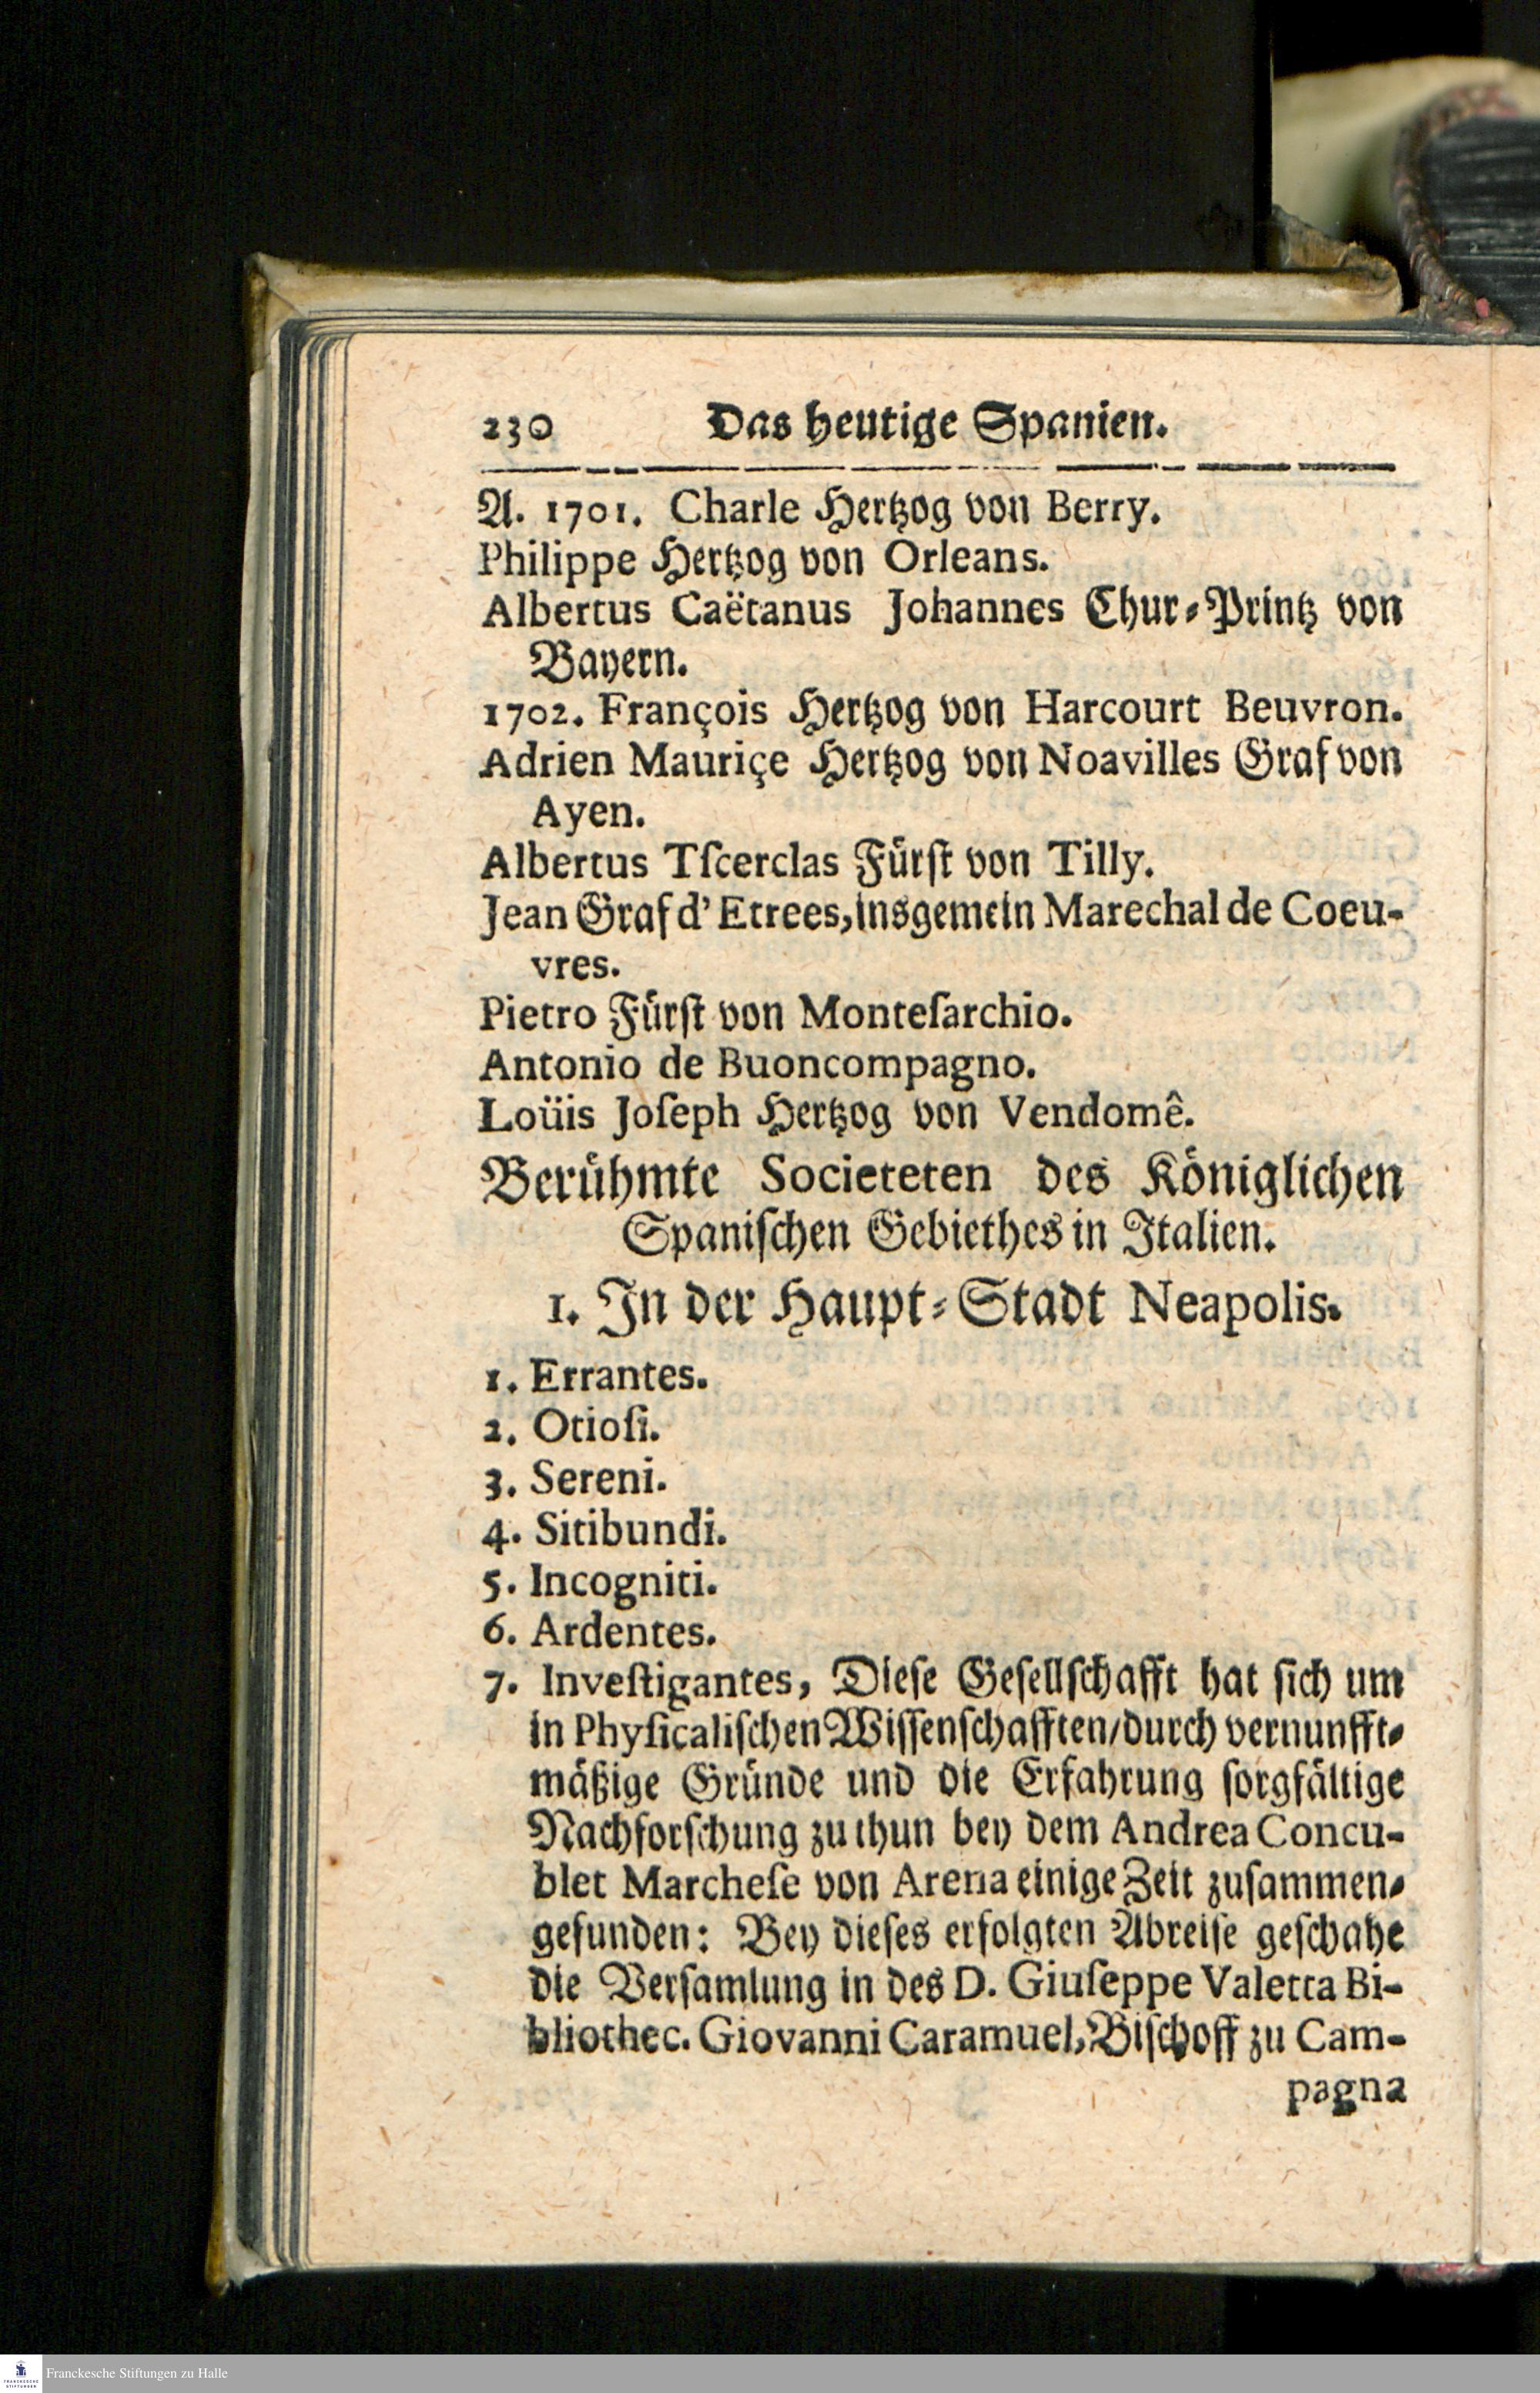 230 Das heutige Spanien.
A. 1701. Charle Hertzog von Berry.
Philippe Hertzog von Orleans.
Albertus Caëtanus Johannes Chur-Printz von
Bayern.
1702. François Hertzog von Harcourt Beuvron.
Adrien Mauriçe Hertzog von Noavilles Graf von
Ayen.
Albertus Tſcerclas Fürſt von Tilly.
Jean Graf d' Etrees, insgemein Marechal de Coeu-
vres.
Pietro Fürſt von Monteſarchio.
Antonio de Buoncompagno.
Loüis Joſeph Hertzog von Vendomê.
Berühmte Societeten des Königlichen
Spaniſchen Gebiethes in Italien.
1. In der Haupt-Stadt Neapolis.
1. Errantes.
2. Otioſi.
3. Sereni.
4. Sitibundi.
5. Incogniti.
6. Ardentes.
7. Inveſtigantes, Dieſe Geſellſchafft hat ſich um
in Phyſicaliſchen Wiſſenſchafften/durch vernunfft-
mäßige Gründe und die Erfahrung ſorgfältige
Nachforſchung zu thun bey dem Andrea Concu-
blet Marcheſe von Arena einige Zeit zuſammen-
gefunden: Bey dieſes erfolgten Abreiſe geſchahe
die Verſamlung in des D. Giuſeppe Valetta Bi-
bliothec. Giovanni Caramuel, Biſchoff zu Cam-
pagna
Franckesche Stiftungen zu Halle